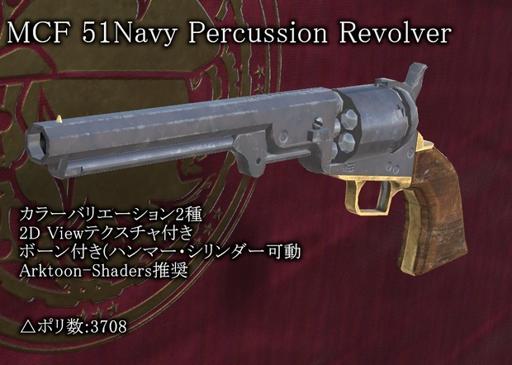 MCF 51Navy Percussion Revolver
カラーバリエーション2種
2D Viewテクスチャ付き
ボーン付き(ハンマー・シリンダー可動
Arktoon-Shaders推奨
△ポリ数:3708